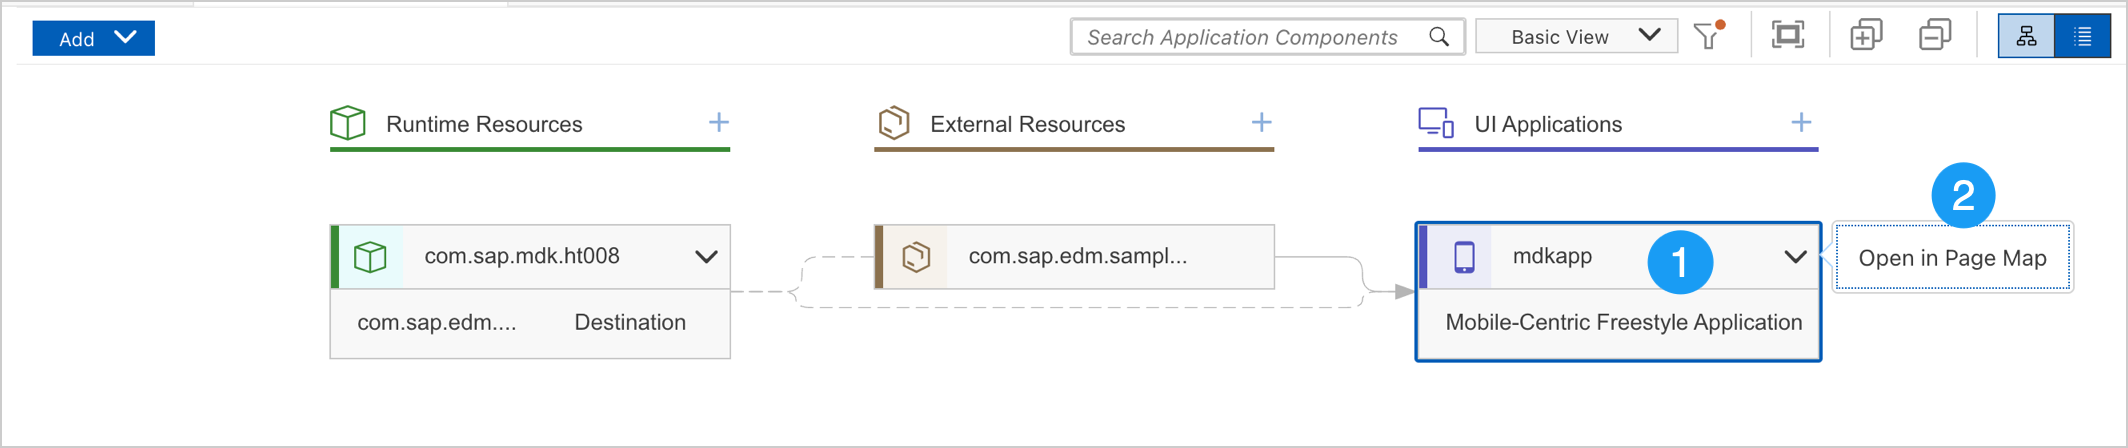 Add
Search Application Components
Basic View
Runtime Resources
External Resources
UI Applications
2
com.sap.mdk.ht008
com.sap.edm.sampl...
mdkapp
1
Open in Page Map
com.sap.edm....
Destination
Mobile-Centric Freestyle Application